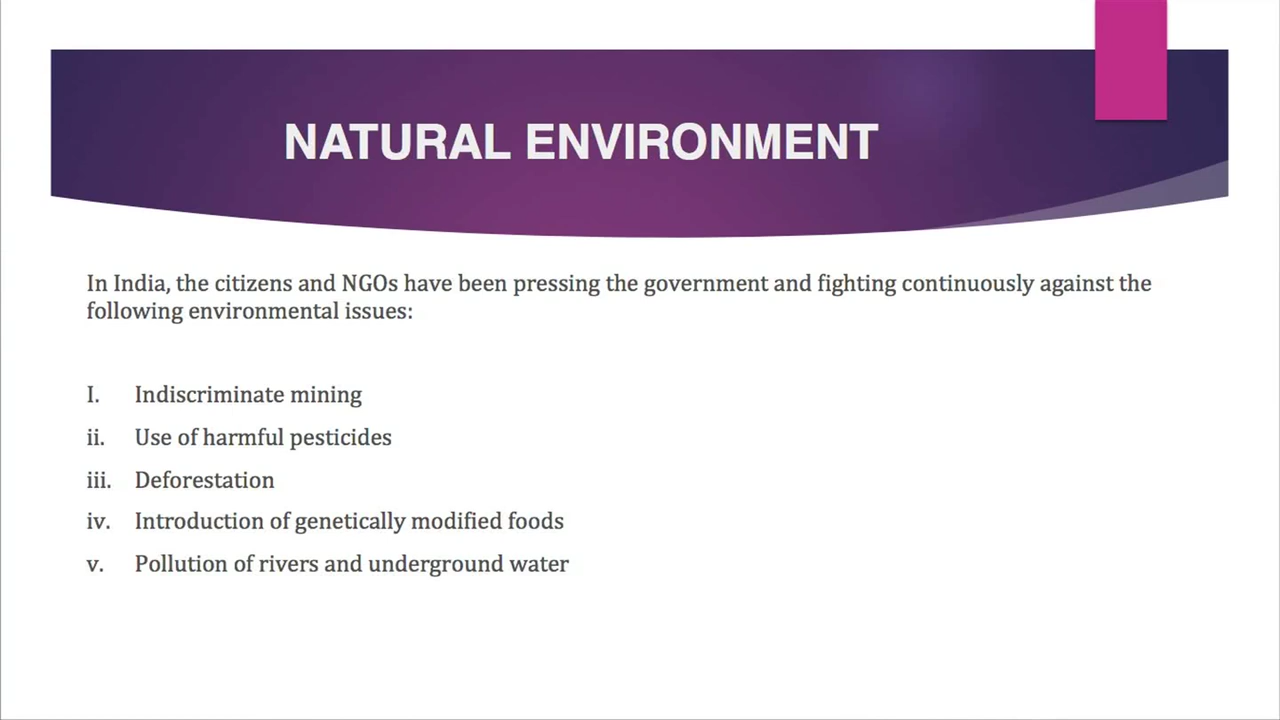 NATURAL ENVIRONMENT
In India, the citizens and NGOs have been pressing the government and fighting continuously against the
following environmental issues:
I. Indiscriminate mining
ii. Use of harmful pesticides
iii. Deforestation
iv. Introduction of genetically modified foods
v. Pollution of rivers and underground water